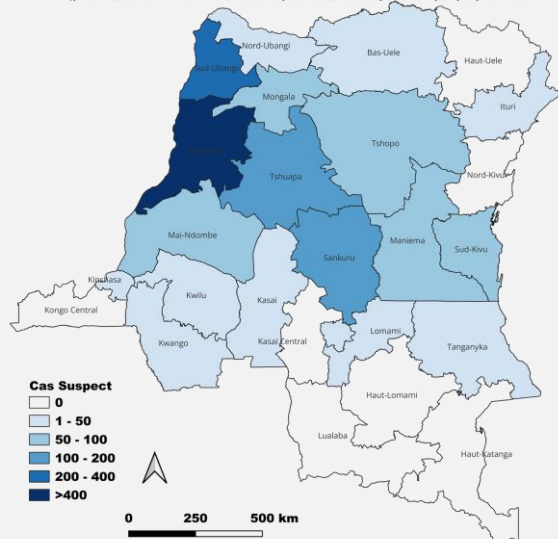 Nord-Ubangi
Bas-Uele
Haut-Uele
Sud-Ubangi
Mongala
Ituri
Tshopo
Nord-Kivu
Tshuapa
Mai-Ndombe
Maniema
Sud-Kivu
Sankuru
Kinshasa
Kwilu
Kasai
Kongo Central
Kwango
Kasai Central
Lomami
Tanganyka
Haut-Lomami
Lualaba
Haut-Katanga
Cas Suspect
0
1 - 50
50 - 100
100 - 200
200 - 400
>400
0 250 500 km